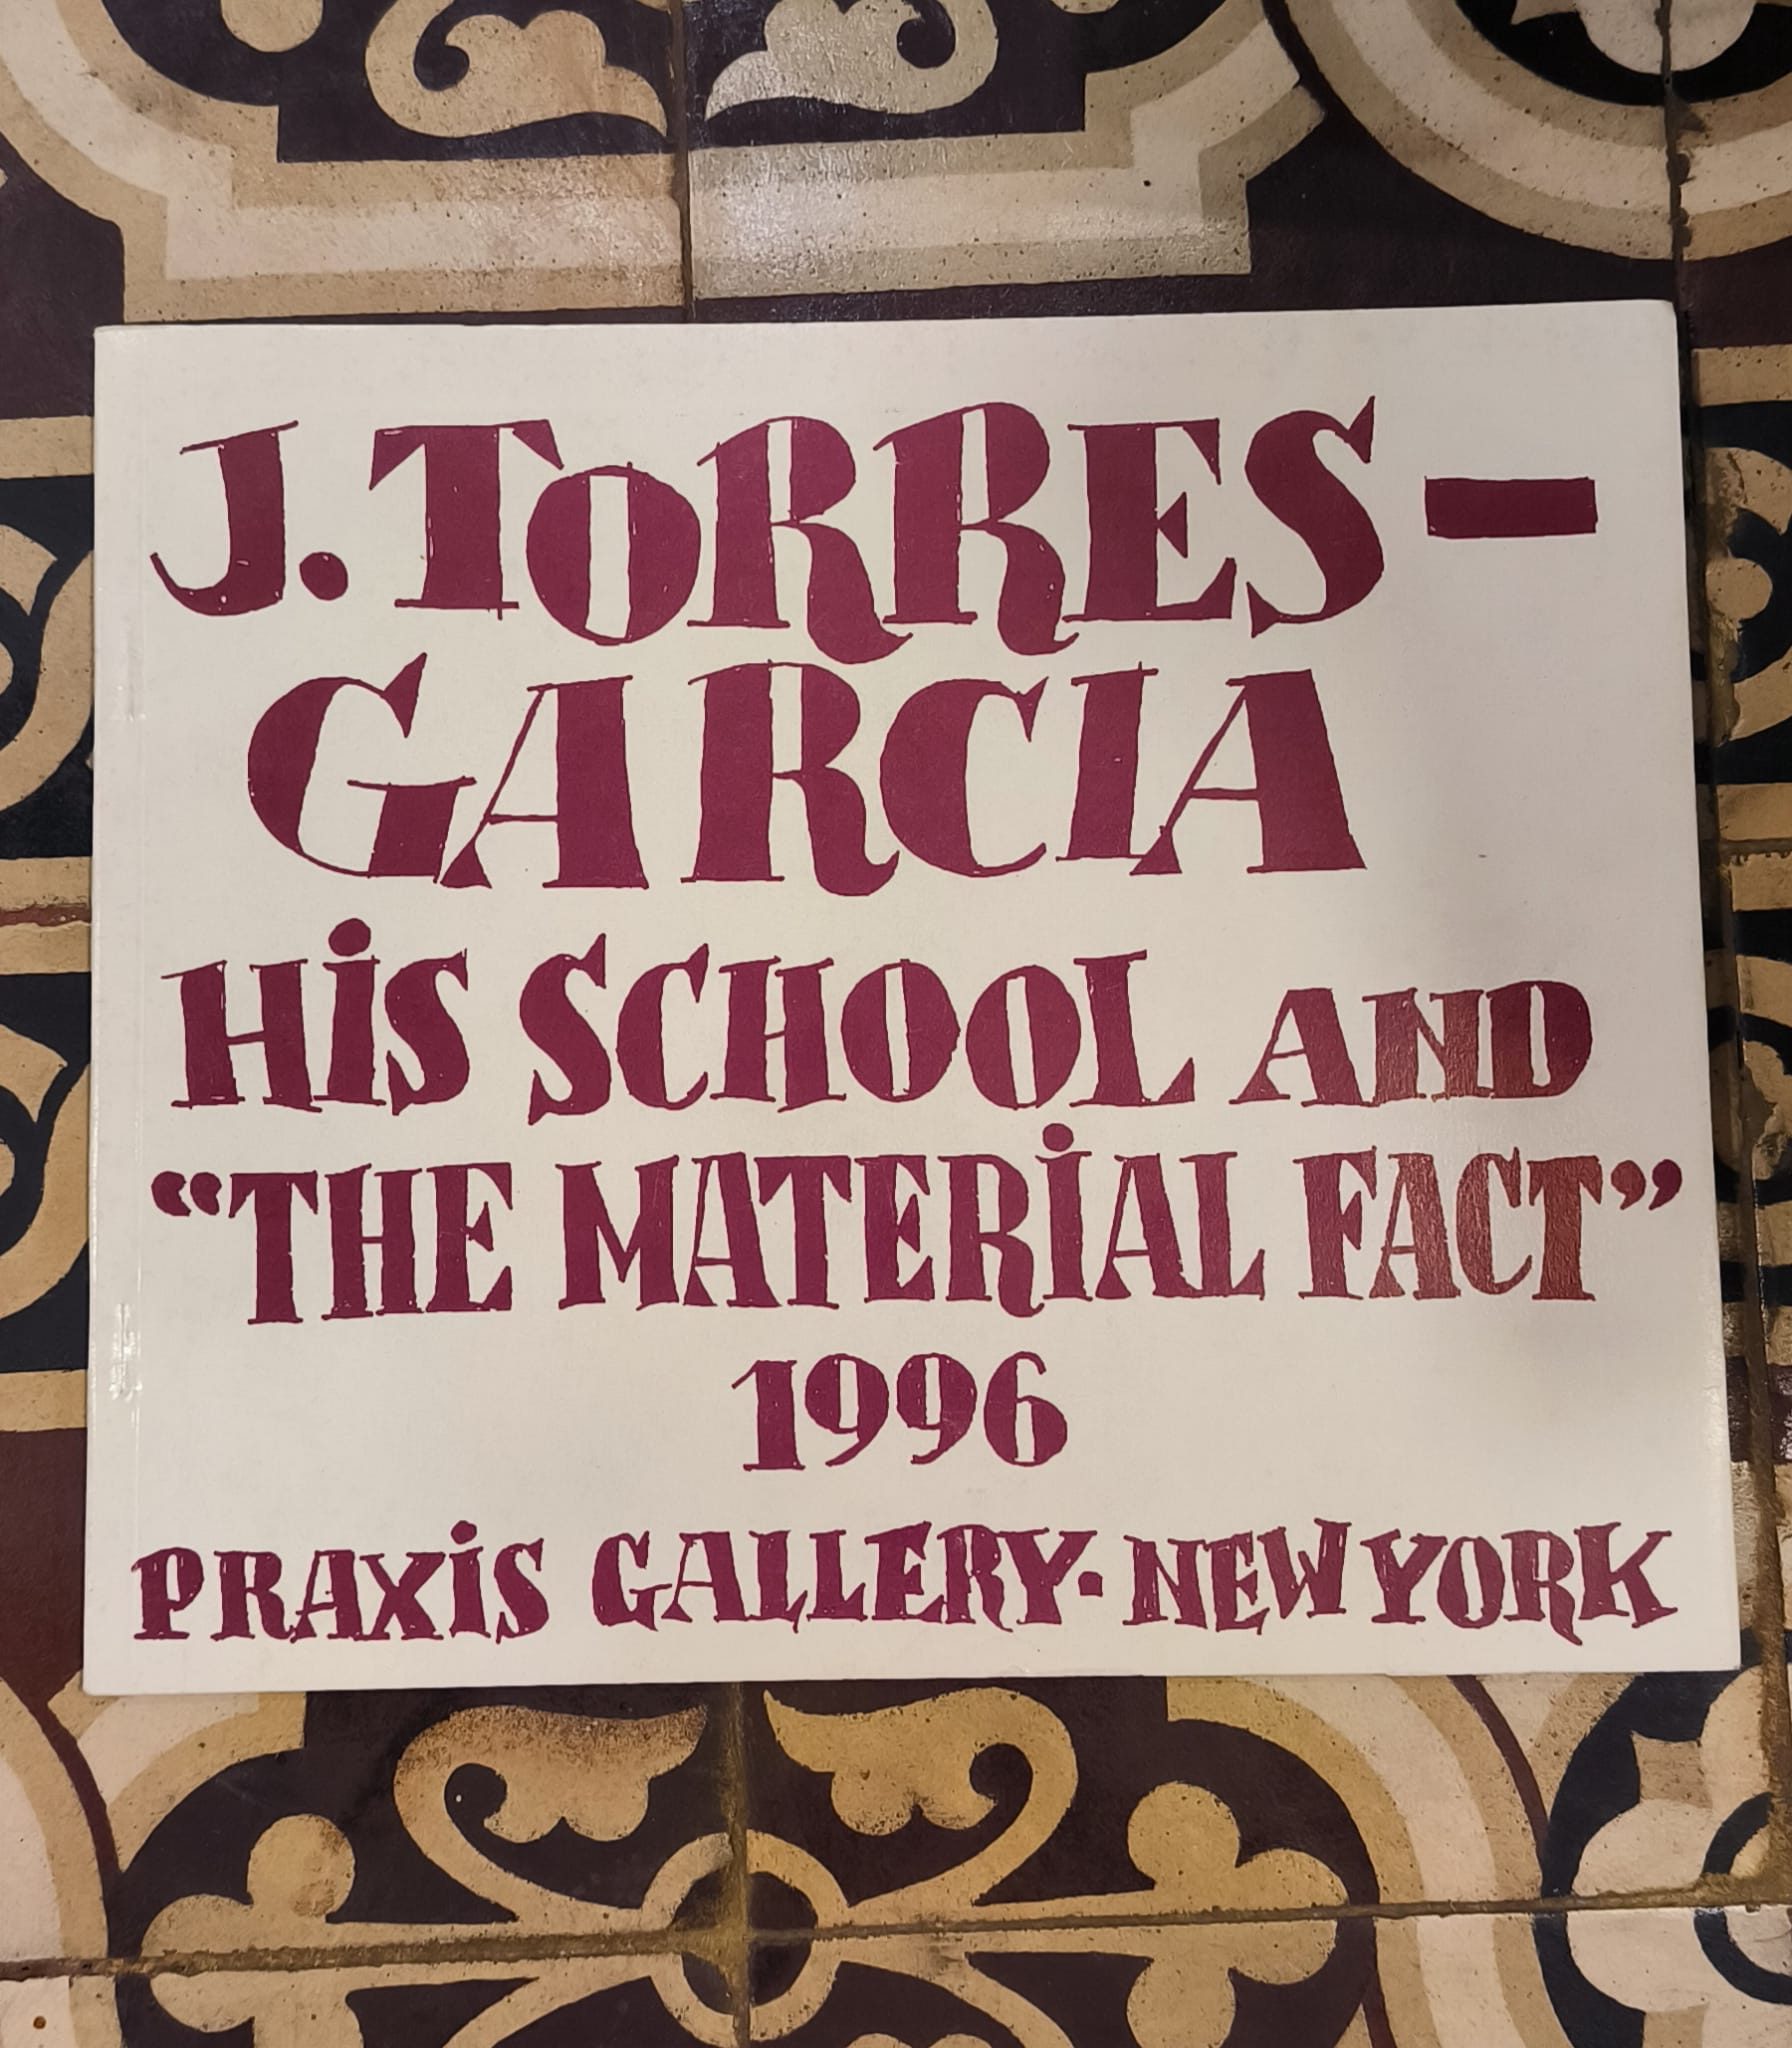 J. TORRES-
GARCIA
HiS SCHOOL AND
“THE MATERiAL FACT”
1996
PRAXiS GALLERY·NEW YORK